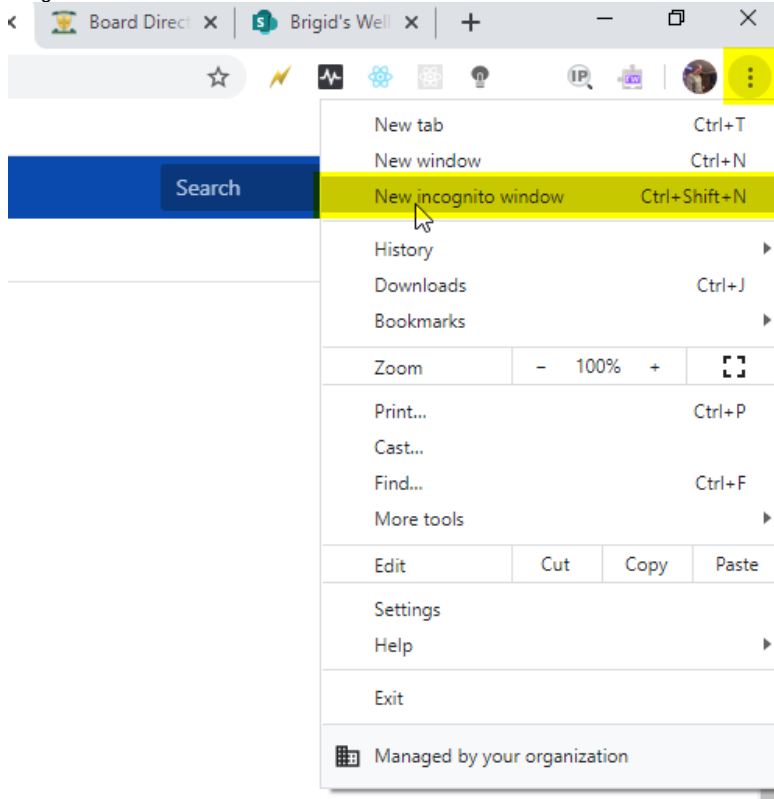 Board Direct
Brigid's Well
IP
Search
New tab Ctrl+T
New window Ctrl+N
New incognito window Ctrl+Shift+N
History
Downloads Ctrl+J
Bookmarks
Zoom - 100% +
Print... Ctrl+P
Cast...
Find... Ctrl+F
More tools
Edit Cut Copy Paste
Settings
Help
Exit
Managed by your organization